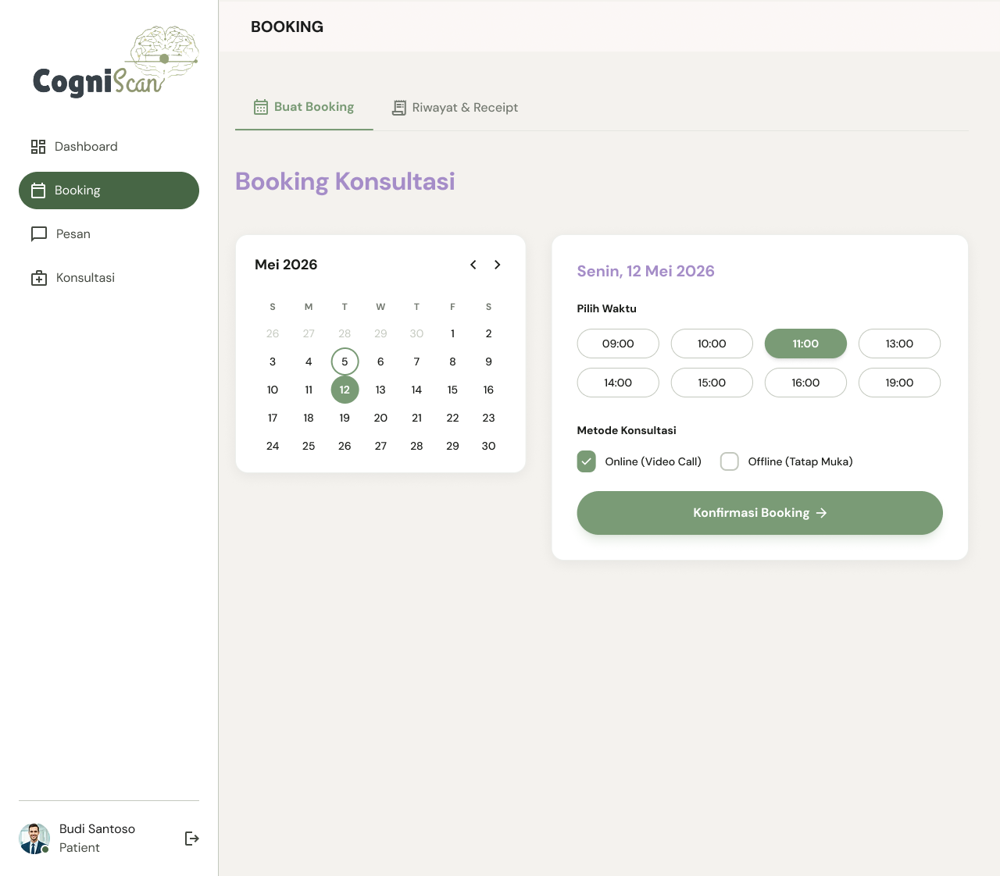 CogniScan
Dashboard
Booking
Pesan
Konsultasi
Budi Santoso
Patient
BOOKING
Buat Booking
Riwayat & Receipt
Booking Konsultasi
Mei 2026
S M T W T F S
26 27 28 29 30 1 2
3 4 5 6 7 8 9
10 11 12 13 14 15 16
17 18 19 20 21 22 23
24 25 26 27 28 29 30
Senin, 12 Mei 2026
Pilih Waktu
09:00 10:00 11:00 13:00
14:00 15:00 16:00 19:00
Metode Konsultasi
Online (Video Call) Offline (Tatap Muka)
Konfirmasi Booking →